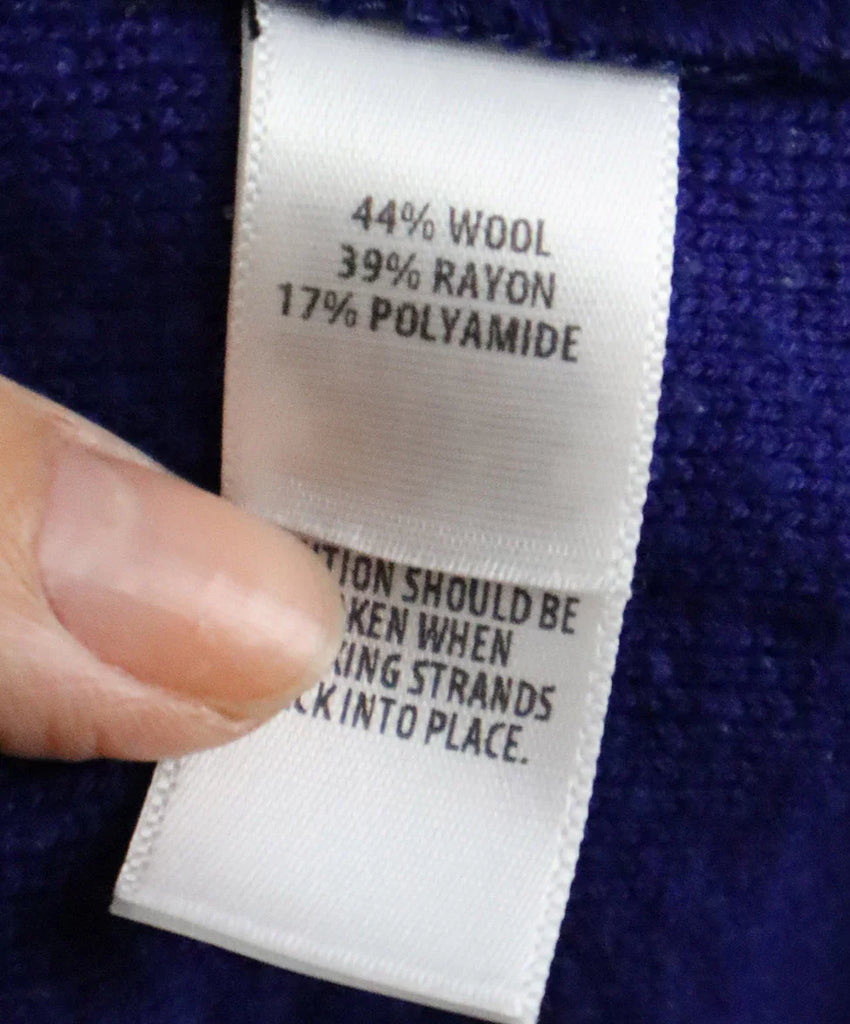 44% WOOL
39% RAYON
17% POLYAMIDE
SHOULD BE
WHEN
STRANDS
INTO PLACE.